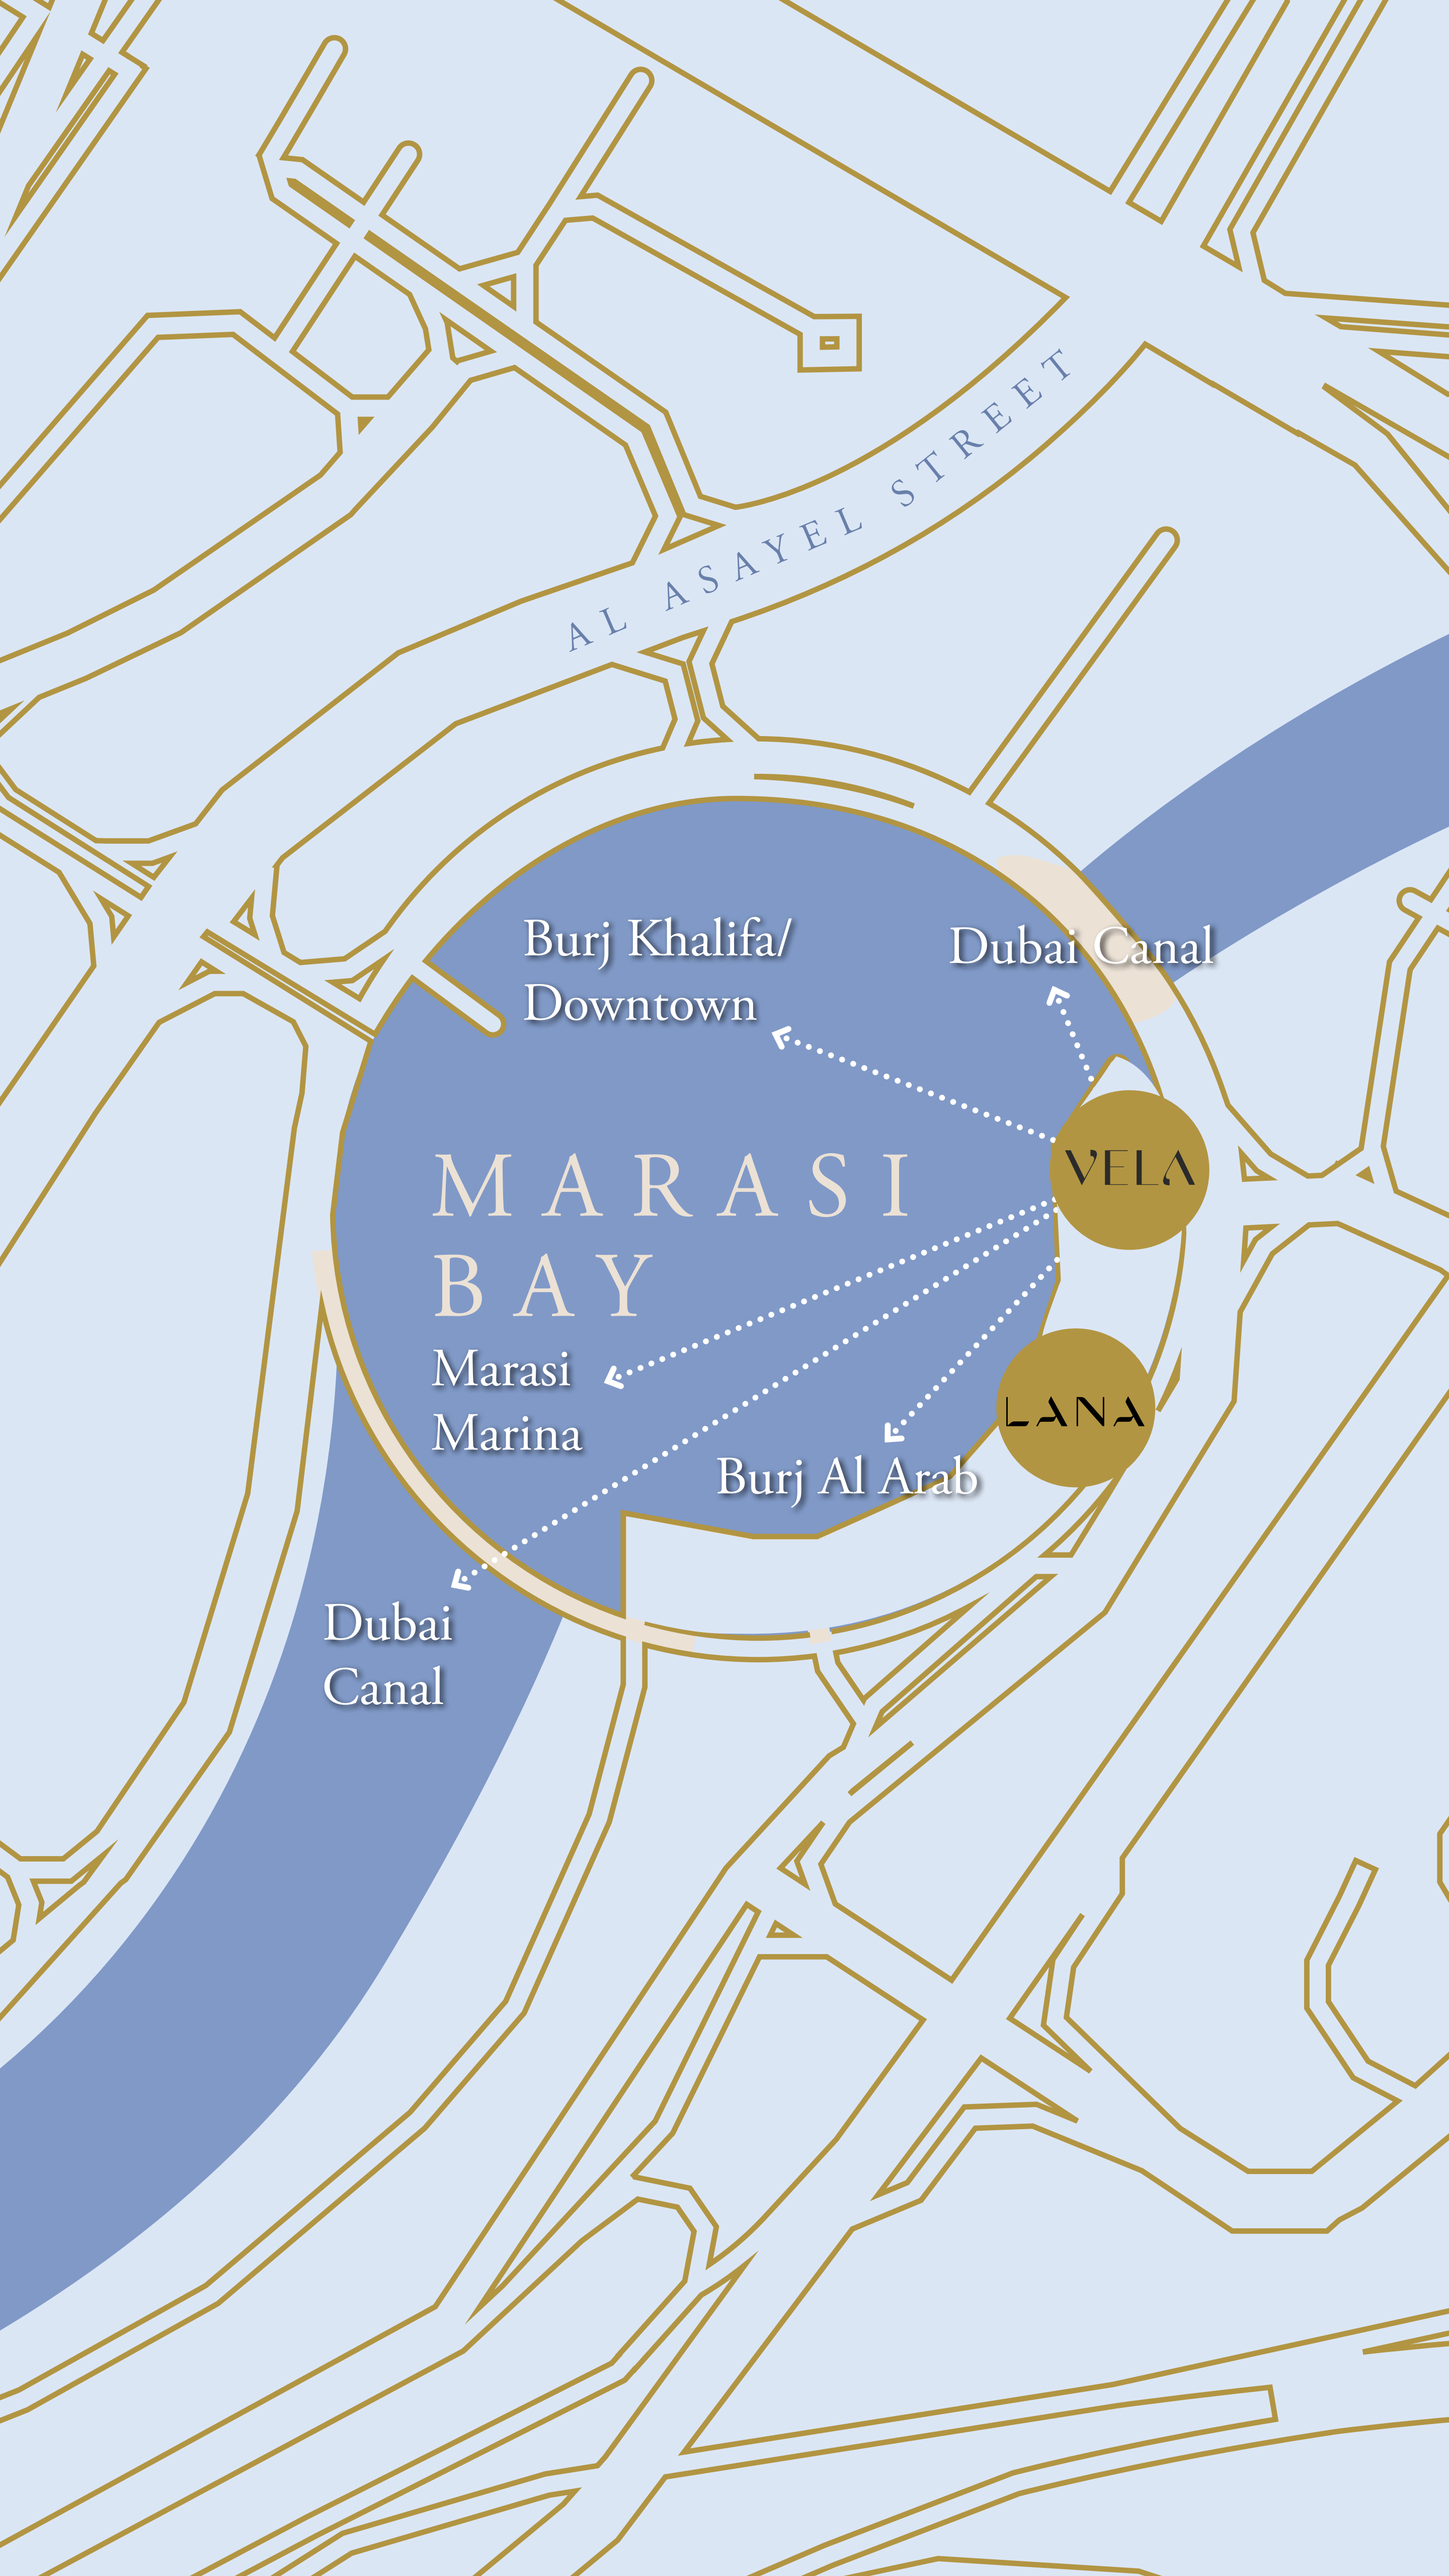 AL ASAYEL STREET
Burj Khalifa/
Downtown
Dubai Canal
VELA
MARASI
BAY
Marasi
Marina
LANA
Burj Al Arab
Dubai
Canal